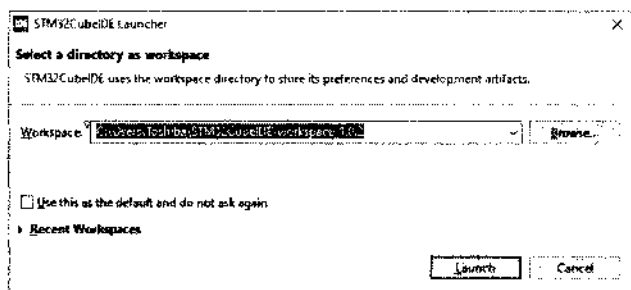 STM32CubeIDE Launcher
Select a directory as workspace
STM32CubeIDE uses the workspace directory to store its preferences and development artifacts.
Workspace: Browse...
Use this as the default and do not ask again
Recent Workspaces
Launch Cancel